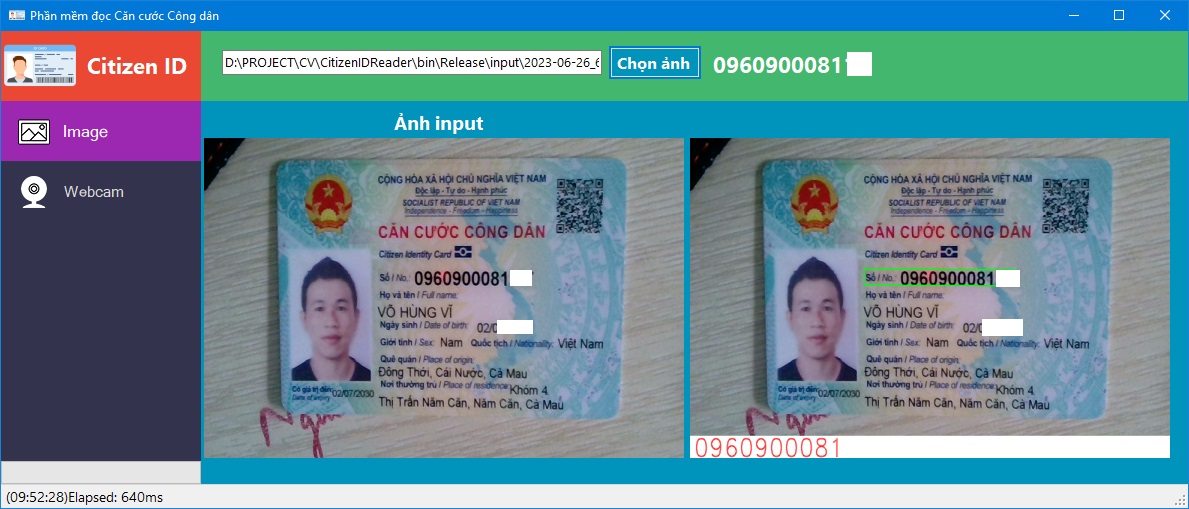 Phần mềm đọc Căn cước Công dân
Citizen ID
D:\PROJECT\CV\CitizenIDReader\bin\Release\input\2023-06-26_6
Chọn ảnh
0960900081
Image
Webcam
Ảnh input
CỘNG HÒA XÃ HỘI CHỦ NGHĨA VIỆT NAM
Độc lập - Tự do - Hạnh phúc
SOCIALIST REPUBLIC OF VIET NAM
Independence - Freedom - Happiness
CĂN CƯỚC CÔNG DÂN
Citizen Identity Card
Số / No.: 0960900081
Họ và tên / Full name:
VÕ HÙNG VĨ
Ngày sinh / Date of birth: 02/0
Giới tính / Sex: Nam Quốc tịch / Nationality: Việt Nam
Quê quán / Place of origin:
Đông Thới, Cái Nước, Cà Mau
Nơi thường trú / Place of residence: Khóm 4
Thị Trấn Năm Căn, Năm Căn, Cà Mau
Có giá trị đến: 02/07/2030
Date of expiry
CỘNG HÒA XÃ HỘI CHỦ NGHĨA VIỆT NAM
Độc lập - Tự do - Hạnh phúc
SOCIALIST REPUBLIC OF VIET NAM
Independence - Freedom - Happiness
CĂN CƯỚC CÔNG DÂN
Citizen Identity Card
Số / No.: 0960900081
Họ và tên / Full name:
VÕ HÙNG VĨ
Ngày sinh / Date of birth: 02/0
Giới tính / Sex: Nam Quốc tịch / Nationality: Việt Nam
Quê quán / Place of origin:
Đông Thới, Cái Nước, Cà Mau
Nơi thường trú / Place of residence: Khóm 4
Thị Trấn Năm Căn, Năm Căn, Cà Mau
Có giá trị đến: 02/07/2030
Date of expiry
0960900081
(09:52:28)Elapsed: 640ms